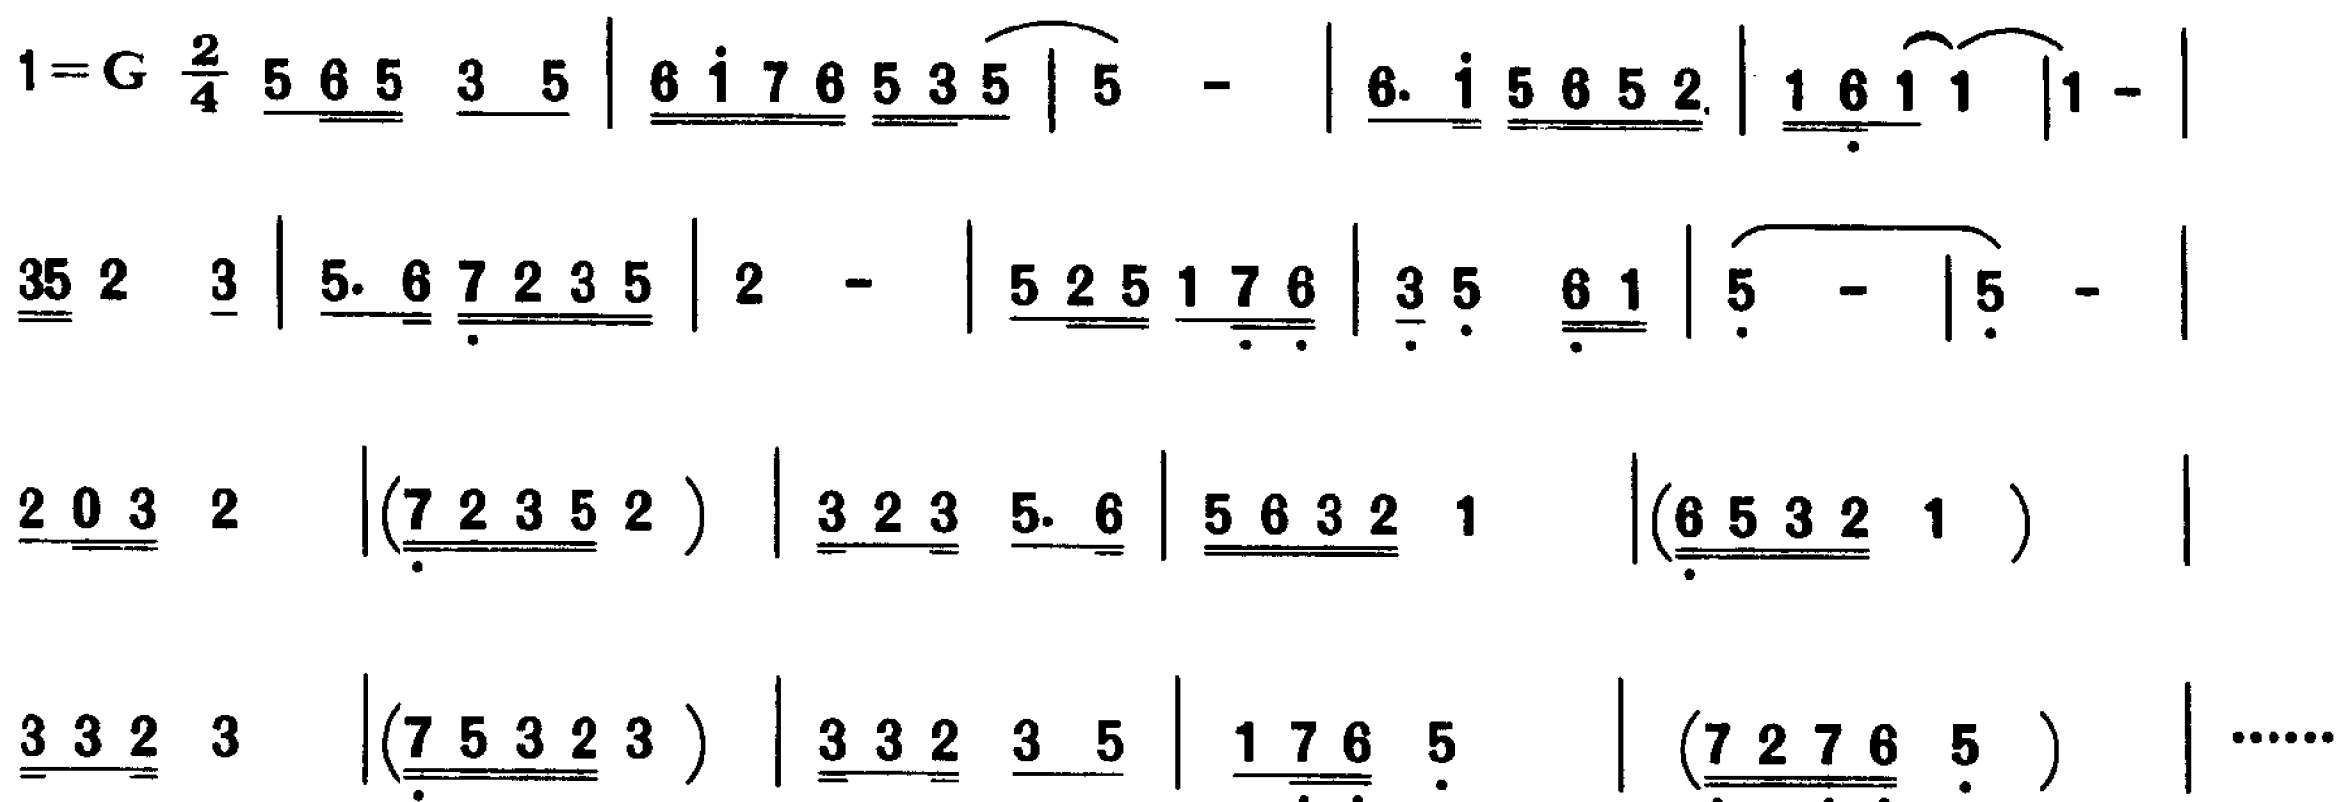 1=G 2/4 5 6 5 3 5 | 6 i̇ 7 6 5 3 5 | 5 - | 6. i̇ 5 6 5 2. | 1 6̣ 1 1 | 1 - |
35 2 3 | 5. 6 7̣ 2 3 5 | 2 - | 5 2 5 1 7̣ 6̣ | 3̣ 5̣ 6̣ 1 | 5̣ - | 5̣ - |
2 0 3 2 | (7̣ 2 3 5 2) | 3 2 3 5. 6 | 5 6 3 2 1 | (6̣ 5 3 2 1) |
3 3 2 3 | (7̣ 5 3 2 3) | 3 3 2 3 5 | 1 7̣ 6̣ 5̣ | (7̣ 2 7̣ 6̣ 5̣) | ······